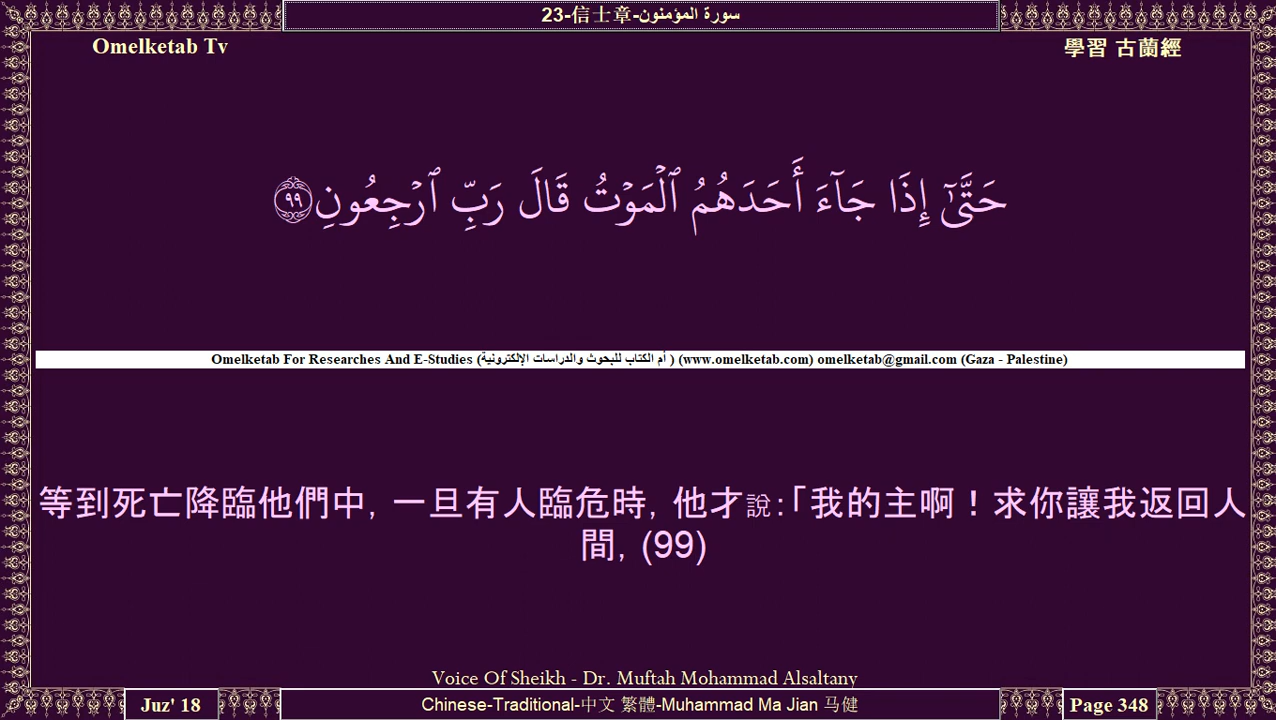 23-信士章-سورة المؤمنون
Omelketab Tv
學習 古蘭經
حَتَّىٰٓ إِذَا جَآءَ أَحَدَهُمُ ٱلْمَوْتُ قَالَ رَبِّ ٱرْجِعُونِ ٩٩
Omelketab For Researches And E-Studies (أم الكتاب للبحوث والدراسات الإلكترونية ) (www.omelketab.com) omelketab@gmail.com (Gaza - Palestine)
等到死亡降臨他們中, 一旦有人臨危時, 他才說:「我的主啊！求你讓我返回人
間, (99)
Voice Of Sheikh - Dr. Muftah Mohammad Alsaltany
Juz' 18
Chinese-Traditional-中文 繁體-Muhammad Ma Jian 马健
Page 348